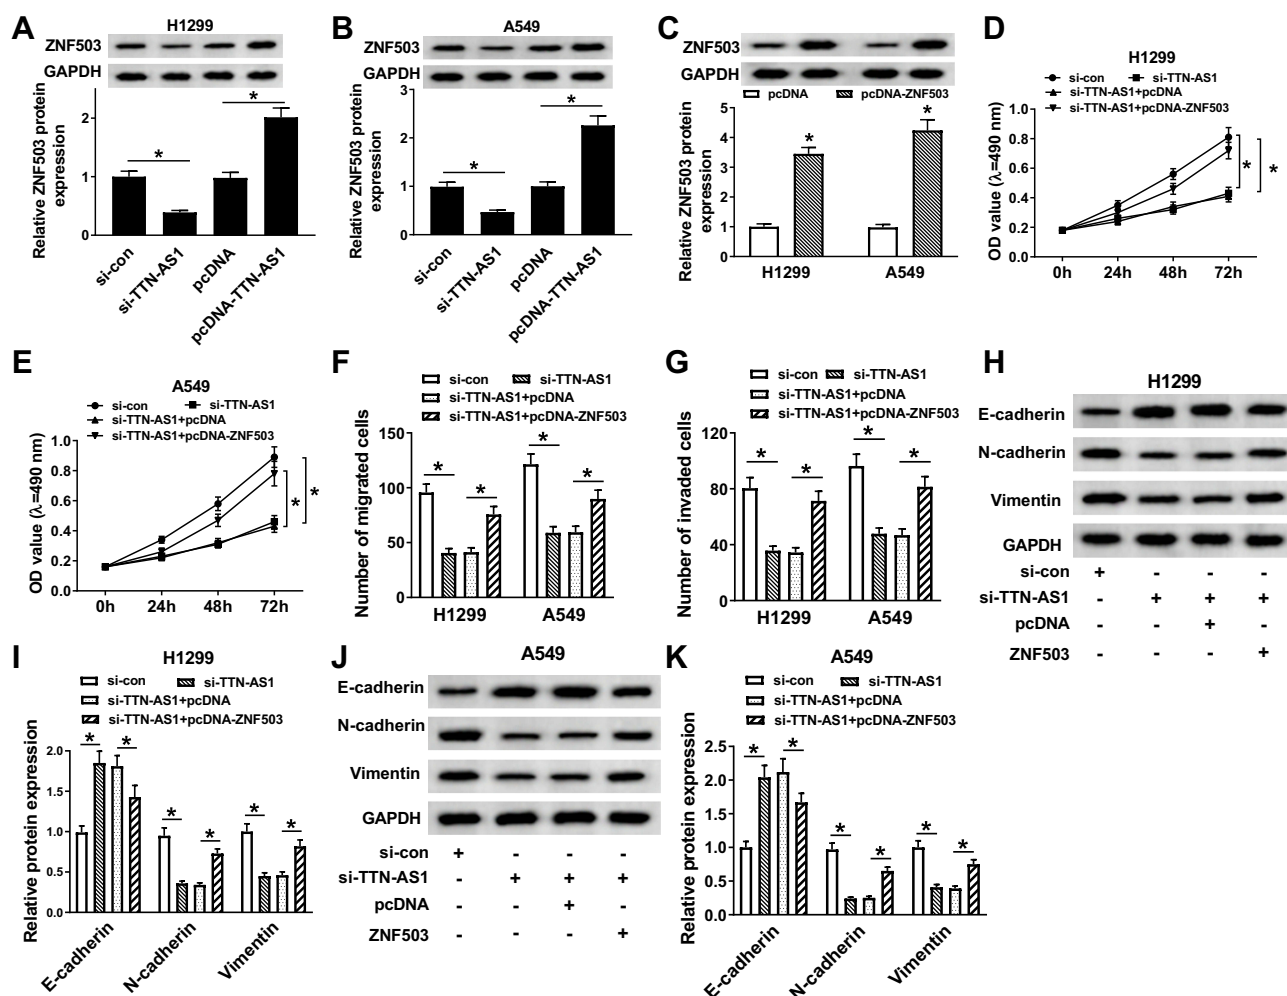 A
H1299
ZNF503
GAPDH
Relative ZNF503 protein
expression
2
1
0
*
*
si-con
si-TTN-AS1
pcDNA
pcDNA-TTN-AS1
B
A549
ZNF503
GAPDH
Relative ZNF503 protein
expression
3
2
1
0
*
*
si-con
si-TTN-AS1
pcDNA
pcDNA-TTN-AS1
C
ZNF503
GAPDH
pcDNA
pcDNA-ZNF503
Relative ZNF503 protein
expression
5
4
3
2
1
0
*
*
H1299
A549
D
H1299
si-con
si-TTN-AS1
si-TTN-AS1+pcDNA
si-TTN-AS1+pcDNA-ZNF503
OD value (λ=490 nm)
1.0
0.8
0.6
0.4
0.2
0.0
*
*
0h
24h
48h
72h
E
A549
si-con
si-TTN-AS1
si-TTN-AS1+pcDNA
si-TTN-AS1+pcDNA-ZNF503
OD value (λ=490 nm)
1.0
0.8
0.6
0.4
0.2
0.0
*
*
0h
24h
48h
72h
F
si-con
si-TTN-AS1
si-TTN-AS1+pcDNA
si-TTN-AS1+pcDNA-ZNF503
Number of migrated cells
150
100
50
0
*
*
*
*
H1299
A549
G
si-con
si-TTN-AS1
si-TTN-AS1+pcDNA
si-TTN-AS1+pcDNA-ZNF503
Number of invaded cells
120
80
40
0
*
*
*
*
H1299
A549
H
H1299
E-cadherin
N-cadherin
Vimentin
GAPDH
si-con + - - -
si-TTN-AS1 - + + +
pcDNA - - + -
ZNF503 - - - +
I
H1299
si-con
si-TTN-AS1
si-TTN-AS1+pcDNA
si-TTN-AS1+pcDNA-ZNF503
Relative protein expression
2.0
1.5
1.0
0.5
0.0
*
*
*
*
*
*
E-cadherin
N-cadherin
Vimentin
J
A549
E-cadherin
N-cadherin
Vimentin
GAPDH
si-con + - - -
si-TTN-AS1 - + + +
pcDNA - - + -
ZNF503 - - - +
K
A549
si-con
si-TTN-AS1
si-TTN-AS1+pcDNA
si-TTN-AS1+pcDNA-ZNF503
Relative protein expression
2.5
2.0
1.5
1.0
0.5
0.0
*
*
*
*
*
*
E-cadherin
N-cadherin
Vimentin